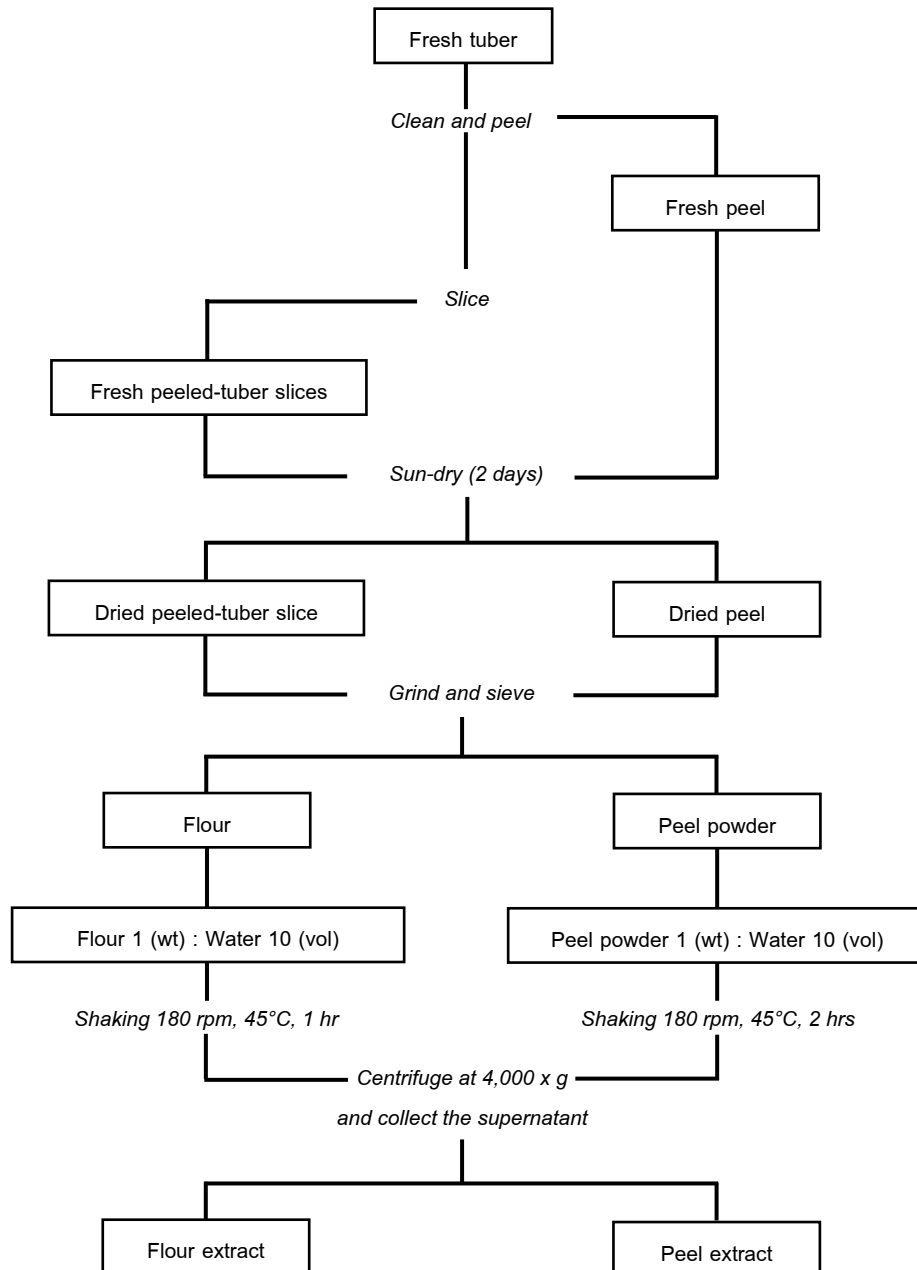 Fresh tuber
Clean and peel
Fresh peel
Slice
Fresh peeled-tuber slices
Sun-dry (2 days)
Dried peeled-tuber slice
Dried peel
Grind and sieve
Flour
Peel powder
Flour 1 (wt) : Water 10 (vol)
Peel powder 1 (wt) : Water 10 (vol)
Shaking 180 rpm, 45°C, 1 hr
Shaking 180 rpm, 45°C, 2 hrs
Centrifuge at 4,000 x g
and collect the supernatant
Flour extract
Peel extract